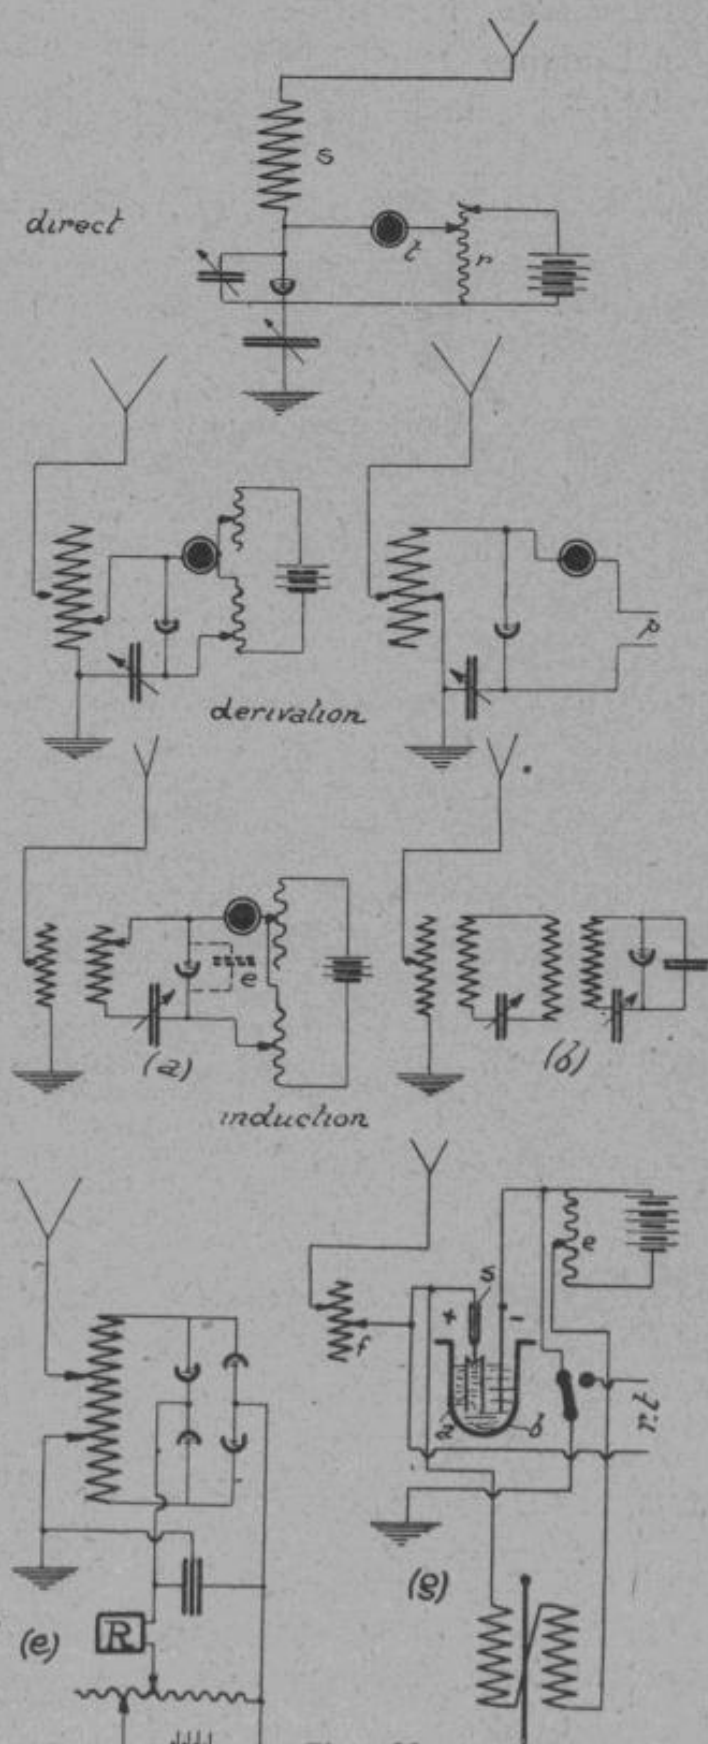 s
direct
t
r
p
derivation
e
(a)
(b)
induction
e
s
+ -
f
a b
r.t
(g)
R
(e)